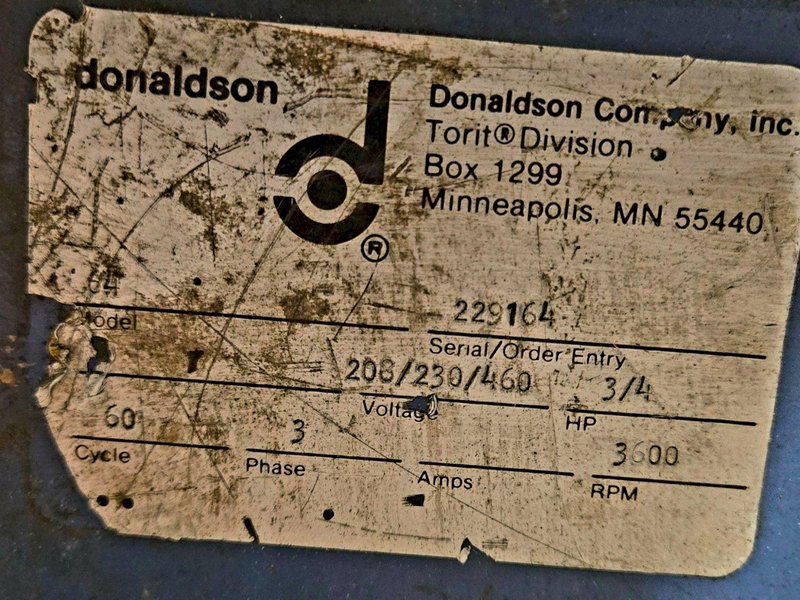 donaldson
Donaldson Company, inc.
Torit® Division
Box 1299
Minneapolis, MN 55440
®
64
Model
229164
Serial/Order Entry
208/230/460
Voltage
3/4
HP
60
Cycle
3
Phase
Amps
3600
RPM